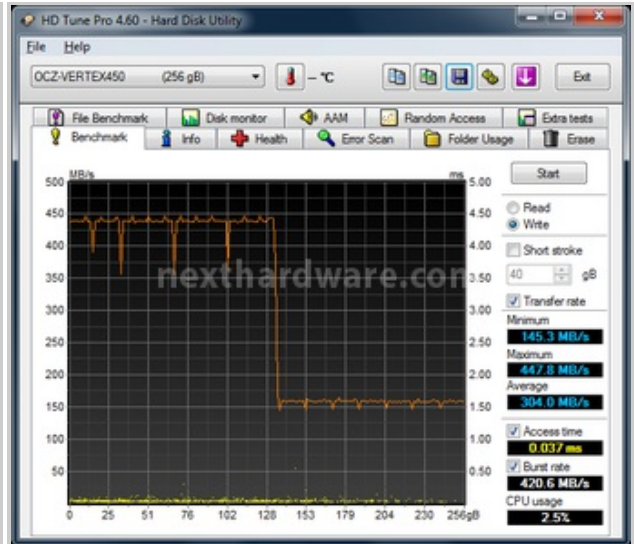 HD Tune Pro 4.60 - Hard Disk Utility
File Help
OCZ-VERTEX450 (256 gB) – °C Exit
File Benchmark Disk monitor AAM Random Access Extra tests
Benchmark Info Health Error Scan Folder Usage Erase
MB/s ms
500 5.00
450 4.50
400 4.00
350 3.50
300 3.00
250 2.50
200 2.00
150 1.50
100 1.00
50 0.50
0 25 51 76 102 128 153 179 204 230 256gB
nexthardware.com
Start
Read
Write
Short stroke
40 gB
Transfer rate
Minimum
145.3 MB/s
Maximum
447.8 MB/s
Average
304.0 MB/s
Access time
0.037 ms
Burst rate
420.6 MB/s
CPU usage
2.5%